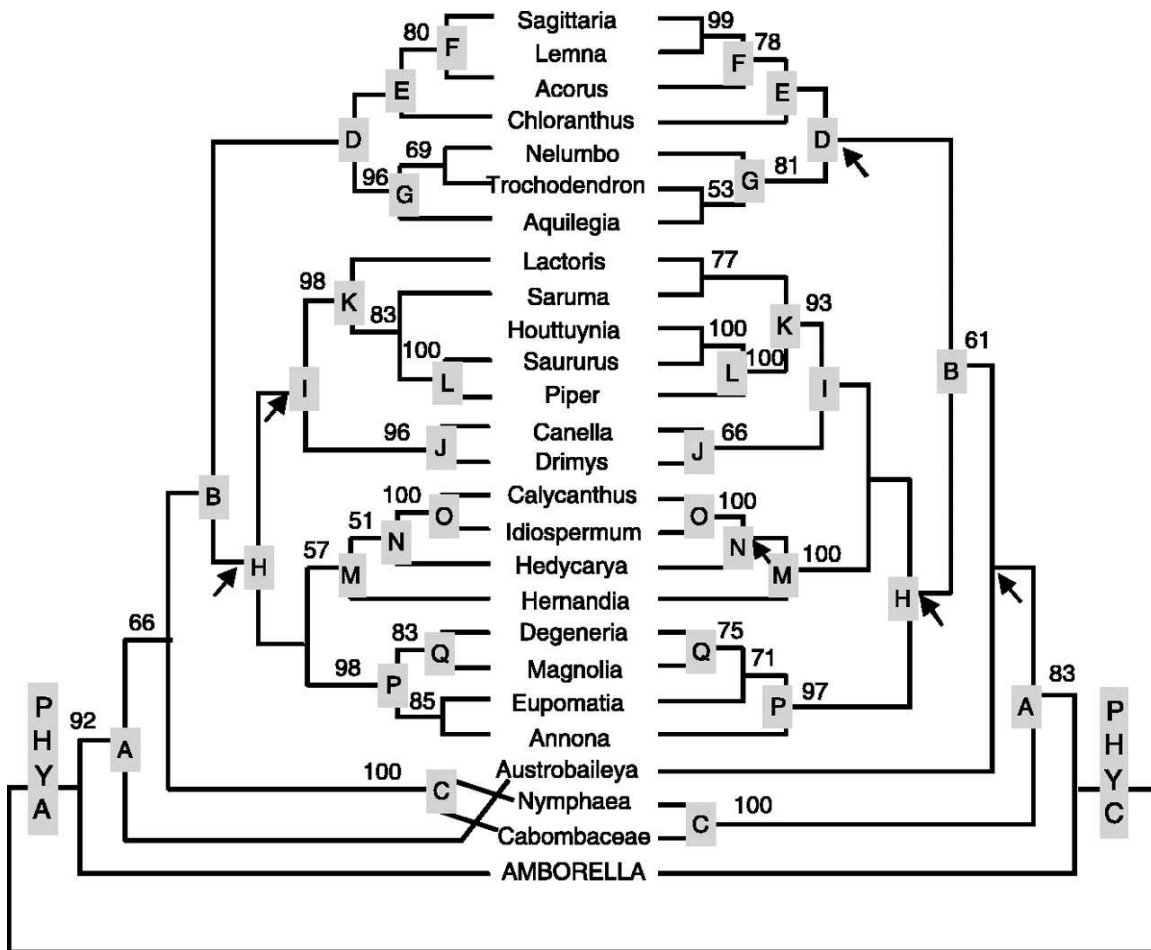 80 F Sagittaria 99
Lemna F 78
E Acorus E
Chloranthus
D Nelumbo D
69 Trochodendron G 81
96 G 53
Aquilegia
Lactoris 77
98 K Saruma K 93
83 Houttuynia 100
100 L Saururus L 100 B 61
I Piper I
96 J Canella J 66
Drimys
B 100 O Calycanthus O 100
51 N Idiospermum N
H 57 M Hedycarya M 100
Hernandia H
66 83 Q Degeneria Q 75
98 P Magnolia 71
85 Eupomatia P 97
PHYA 92 A Annona A 83 PHYC
Austrobaileya
100 C Nymphaea C 100
Cabombaceae
AMBORELLA